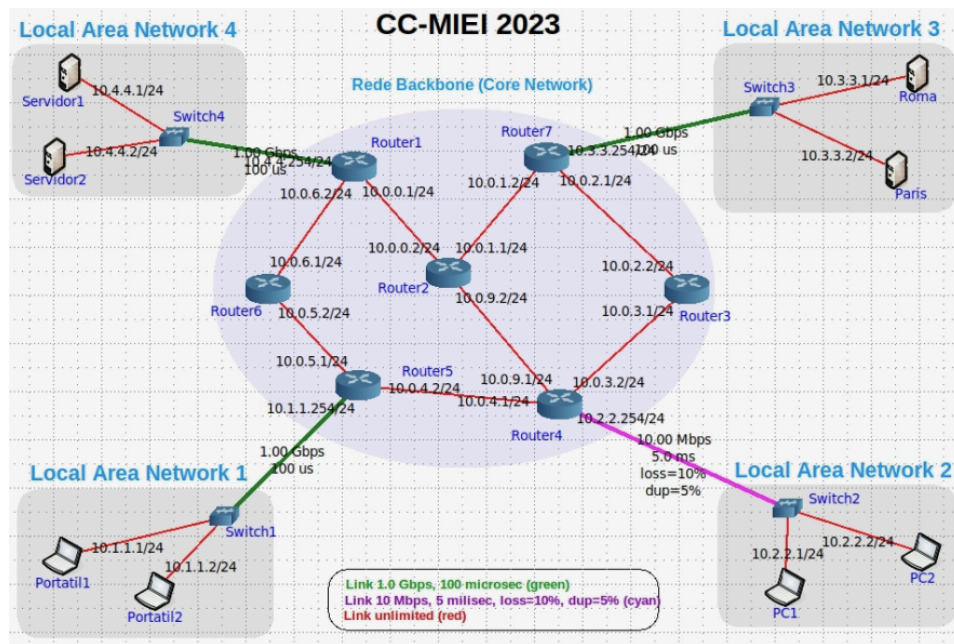 CC-MIEI 2023
Local Area Network 4
Local Area Network 3
Rede Backbone (Core Network)
Servidor1
10.4.4.1/24
Switch4
Servidor2
10.4.4.2/24
1.00 Gbps
10.4.4.254/24
100 us
Router1
Router7
1.00 Gbps
10.3.3.254/24
100 us
Switch3
10.3.3.1/24
Roma
10.3.3.2/24
Paris
10.0.6.2/24
10.0.0.1/24
10.0.1.2/24
10.0.2.1/24
10.0.0.2/24
10.0.1.1/24
10.0.6.1/24
10.0.2.2/24
Router6
Router2
Router3
10.0.5.2/24
10.0.9.2/24
10.0.3.1/24
10.0.5.1/24
Router5
10.0.4.2/24
10.0.9.1/24
10.0.3.2/24
10.0.4.1/24
10.1.1.254/24
Router4
10.2.2.254/24
1.00 Gbps
100 us
10.00 Mbps
5.0 ms
loss=10%
dup=5%
Local Area Network 1
Local Area Network 2
Switch1
Switch2
10.1.1.1/24
10.1.1.2/24
Portatil1
Portatil2
10.2.2.1/24
10.2.2.2/24
PC1
PC2
Link 1.0 Gbps, 100 microsec (green)
Link 10 Mbps, 5 milisec, loss=10%, dup=5% (cyan)
Link unlimited (red)